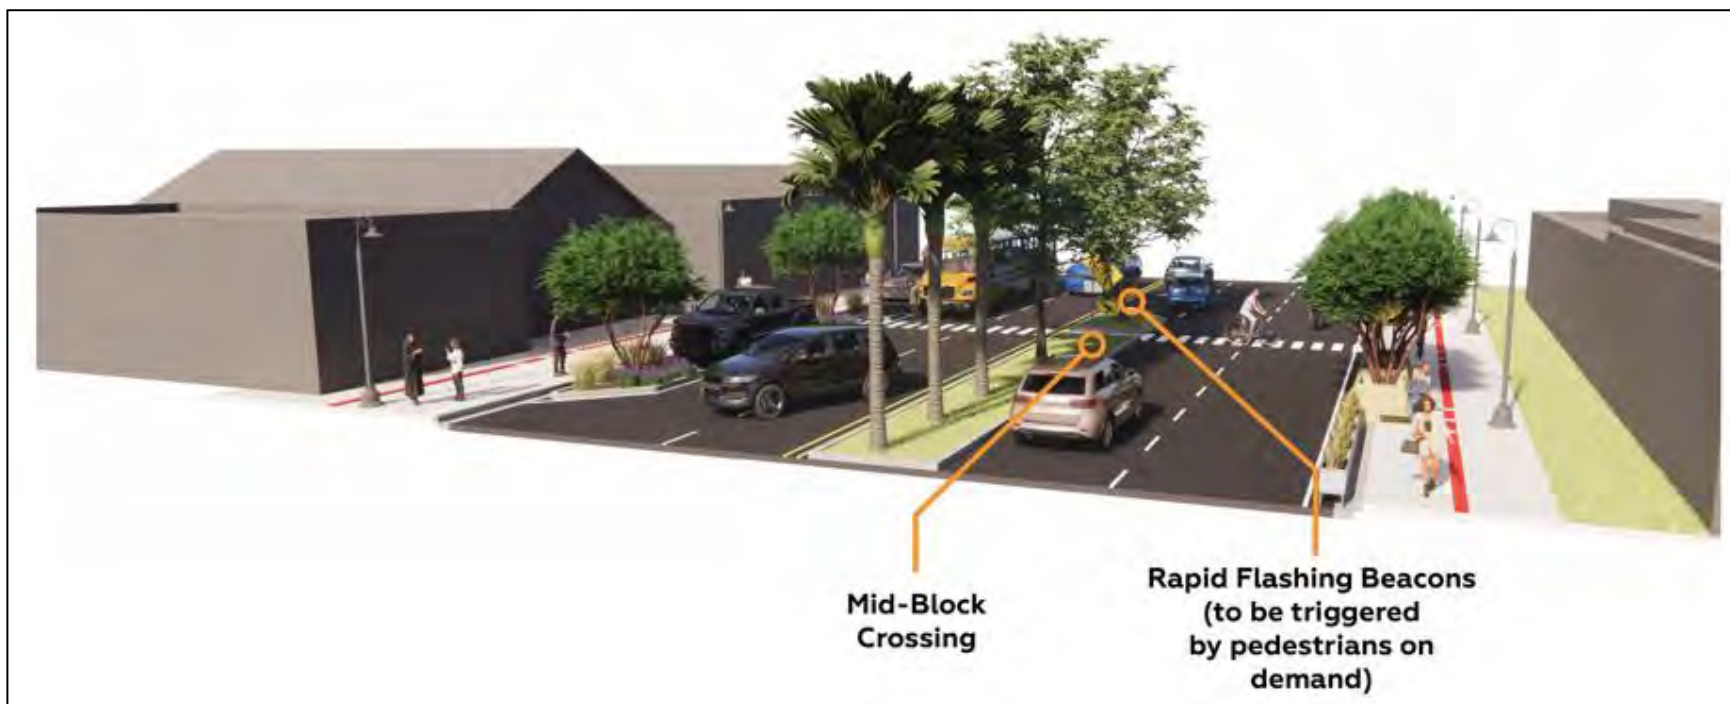 Mid-Block
Crossing
Rapid Flashing Beacons
(to be triggered
by pedestrians on
demand)